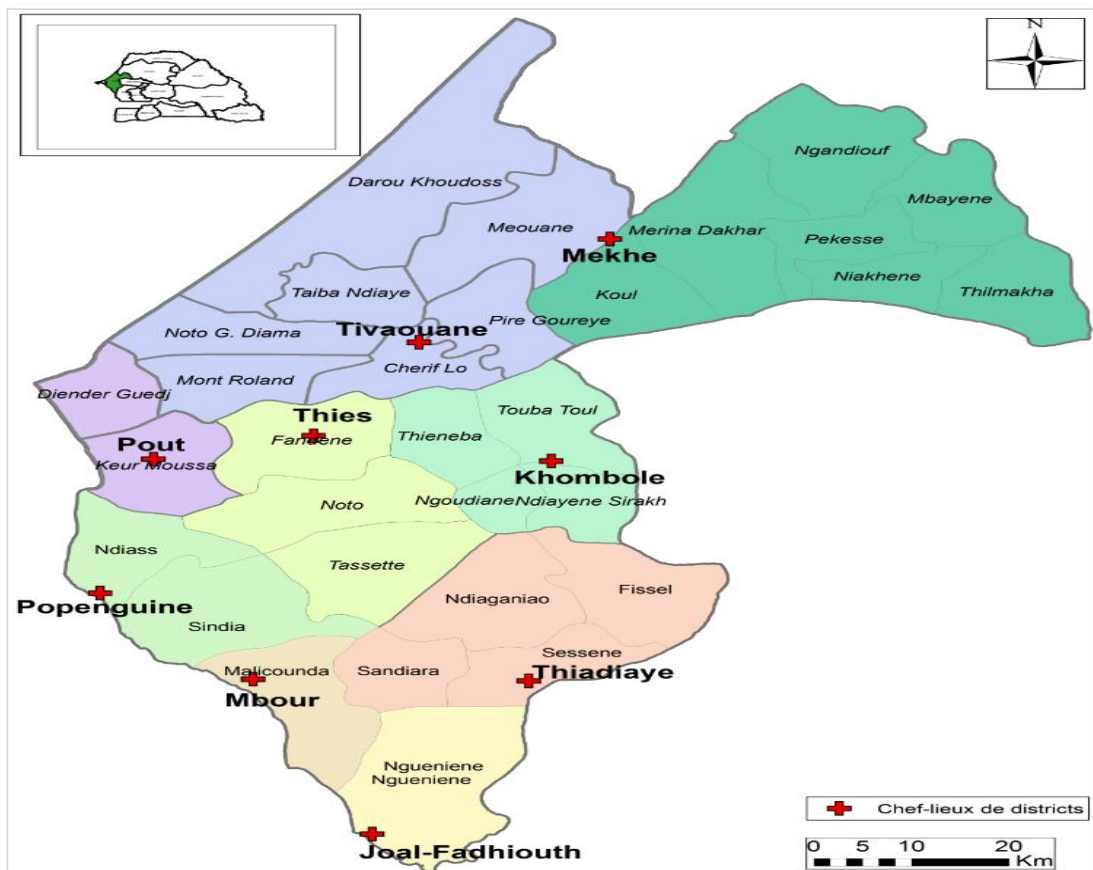 N
Ngandiouf
Darou Khoudoss
Mbayene
Meouane
Merina Dakhar
Pekesse
Mekhe
Niakhene
Taiba Ndiaye
Koul
Thilmakha
Pire Goureye
Noto G. Diama
Tivaouane
Cherif Lo
Mont Roland
Diender Guedj
Touba Toul
Thies
Fandene
Thieneba
Pout
Keur Moussa
Khombole
Ngoudiane
Ndiayene Sirakh
Noto
Ndiass
Tassette
Fissel
Ndiaganiao
Popenguine
Sindia
Sessene
Malicounda
Sandiara
Thiadiaye
Mbour
Ngueniene
Ngueniene
Joal-Fadhiouth
Chef-lieux de districts
0 5 10 20
Km